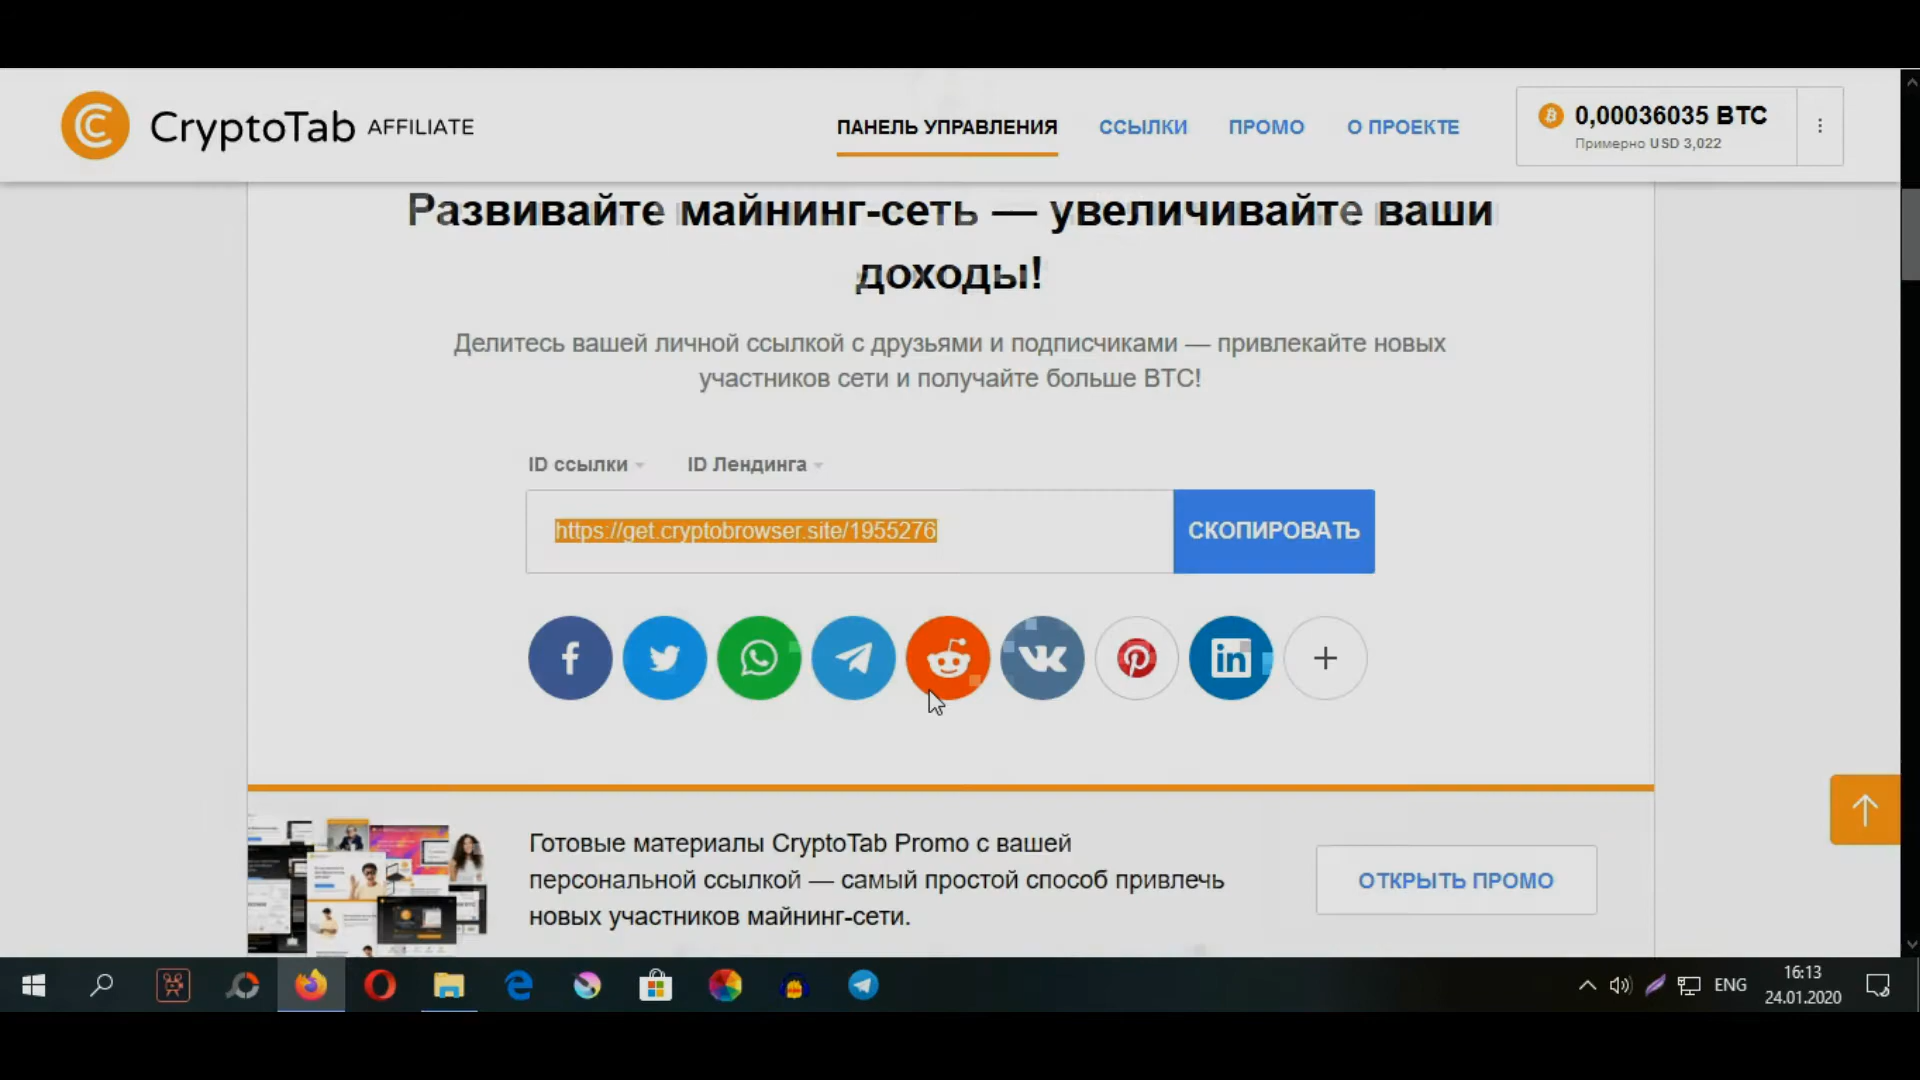 CryptoTab AFFILIATE
ПАНЕЛЬ УПРАВЛЕНИЯ
ССЫЛКИ
ПРОМО
О ПРОЕКТЕ
0,00036035 BTC
Примерно USD 3,022
Развивайте майнинг-сеть — увеличивайте ваши
доходы!
Делитесь вашей личной ссылкой с друзьями и подписчиками — привлекайте новых
участников сети и получайте больше BTC!
ID ссылки
ID Лендинга
https://get.cryptobrowser.site/1955276
СКОПИРОВАТЬ
Готовые материалы CryptoTab Promo с вашей
персональной ссылкой — самый простой способ привлечь
новых участников майнинг-сети.
ОТКРЫТЬ ПРОМО
ENG
16:13
24.01.2020